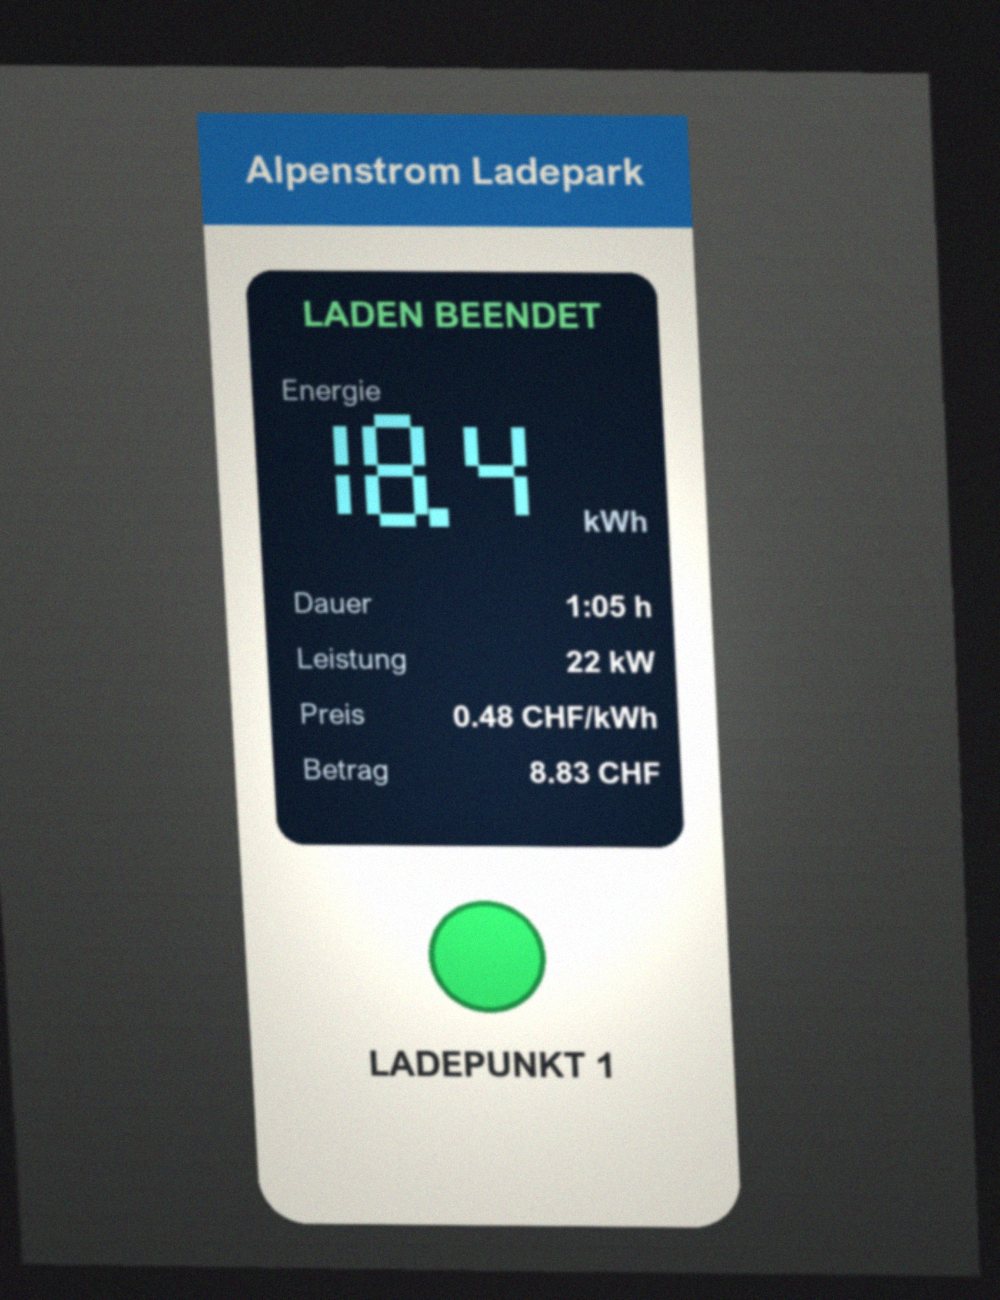 Alpenstrom Ladepark
LADEN BEENDET
Energie
18.4 kWh
Dauer 1:05 h
Leistung 22 kW
Preis 0.48 CHF/kWh
Betrag 8.83 CHF
LADEPUNKT 1